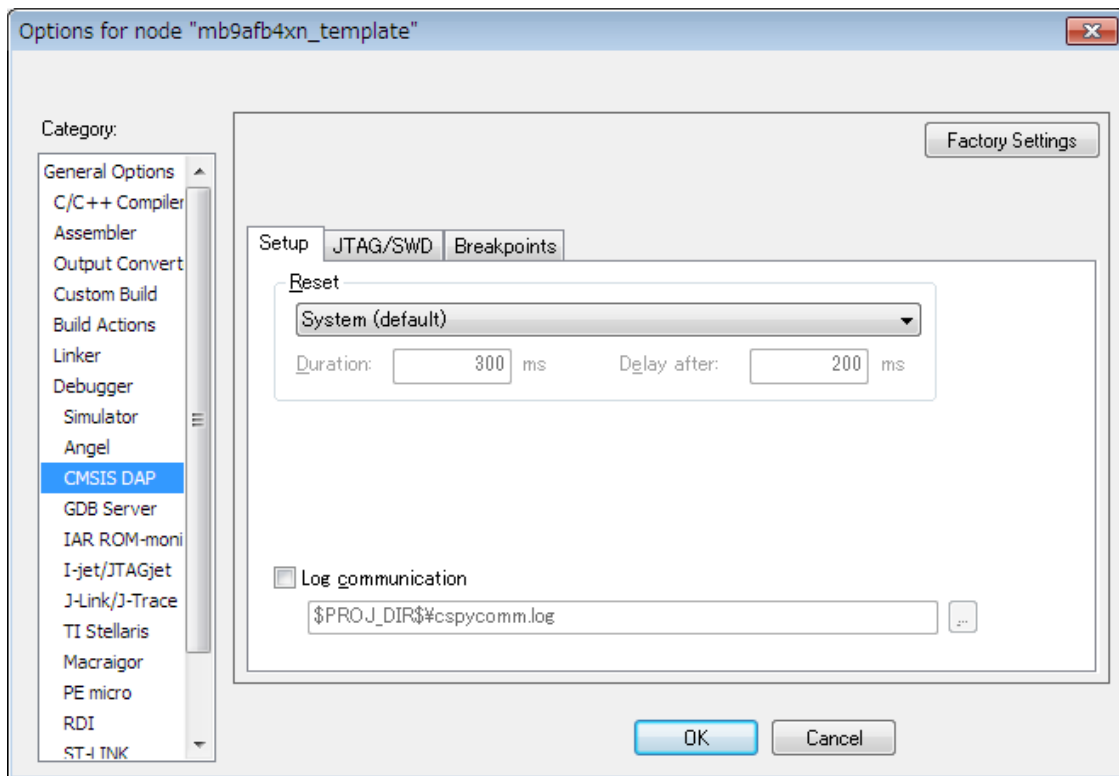 Options for node "mb9afb4xn_template"
Category:
General Options
C/C++ Compiler
Assembler
Output Convert
Custom Build
Build Actions
Linker
Debugger
Simulator
Angel
CMSIS DAP
GDB Server
IAR ROM-moni
I-jet/JTAGjet
J-Link/J-Trace
TI Stellaris
Macraigor
PE micro
RDI
ST-LINK
Factory Settings
Setup JTAG/SWD Breakpoints
Reset
System (default)
Duration: 300 ms Delay after: 200 ms
Log communication
$PROJ_DIR$¥cspycomm.log ...
OK Cancel